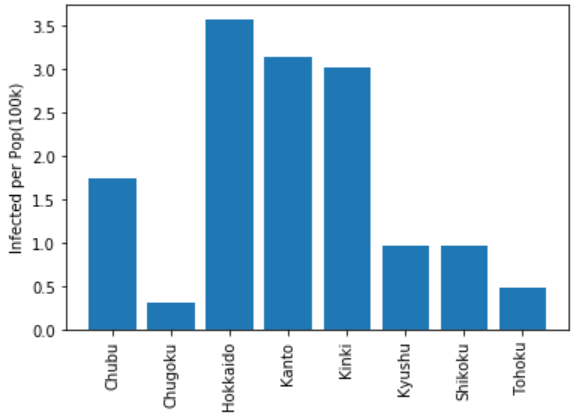 Infected per Pop(100k)
3.5
3.0
2.5
2.0
1.5
1.0
0.5
0.0
Chubu
Chugoku
Hokkaido
Kanto
Kinki
Kyushu
Shikoku
Tohoku